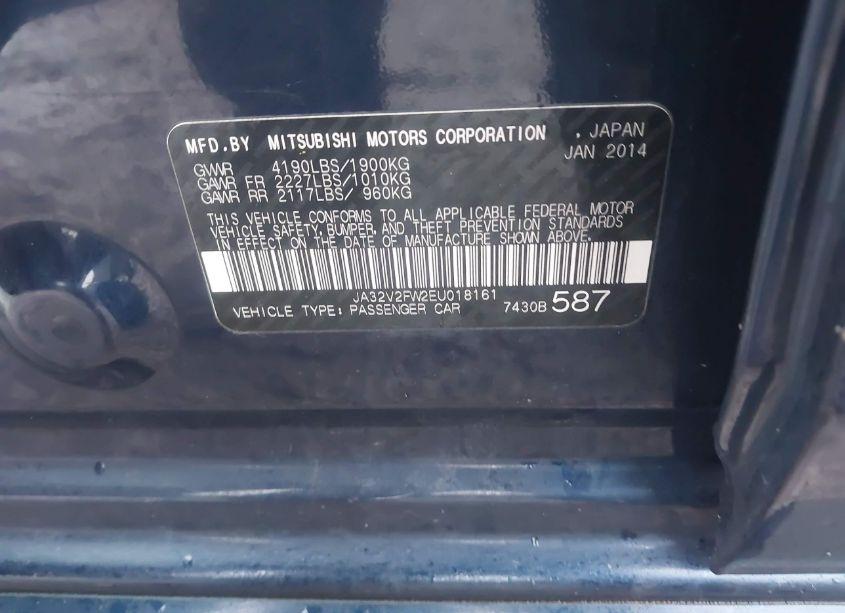 MFD.BY MITSUBISHI MOTORS CORPORATION , JAPAN
JAN 2014
GVWR 4190LBS/1900KG
GAWR FR 2227LBS/1010KG
GAWR RR 2117LBS/ 960KG
THIS VEHICLE CONFORMS TO ALL APPLICABLE FEDERAL MOTOR
VEHICLE SAFETY, BUMPER, AND THEFT PREVENTION STANDARDS
IN EFFECT ON THE DATE OF MANUFACTURE SHOWN ABOVE.
JA32V2FW2EU018161
VEHICLE TYPE: PASSENGER CAR 7430B 587